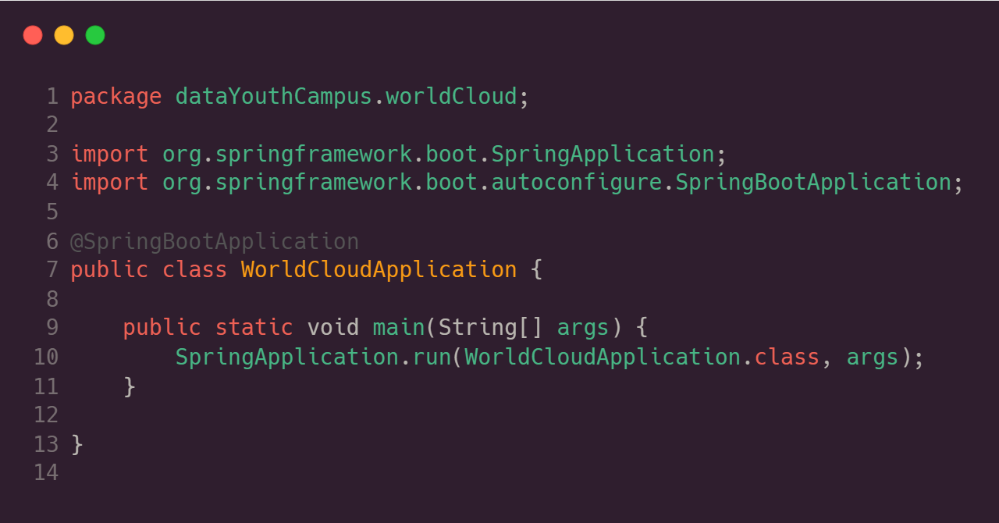 1 package dataYouthCampus.worldCloud;
2
3 import org.springframework.boot.SpringApplication;
4 import org.springframework.boot.autoconfigure.SpringBootApplication;
5
6 @SpringBootApplication
7 public class WorldCloudApplication {
8
9     public static void main(String[] args) {
10         SpringApplication.run(WorldCloudApplication.class, args);
11     }
12
13 }
14